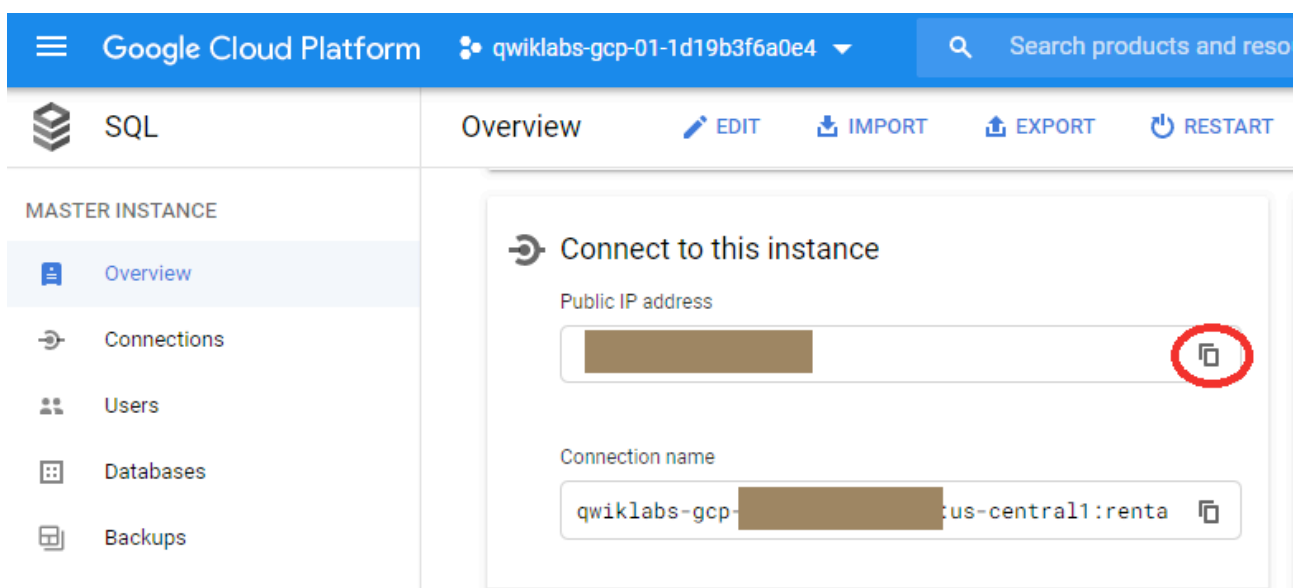 Google Cloud Platform qwiklabs-gcp-01-1d19b3f6a0e4 Search products and reso
SQL Overview EDIT IMPORT EXPORT RESTART
MASTER INSTANCE
Overview
Connections
Users
Databases
Backups
Connect to this instance
Public IP address
Connection name
qwiklabs-gcp- :us-central1:renta